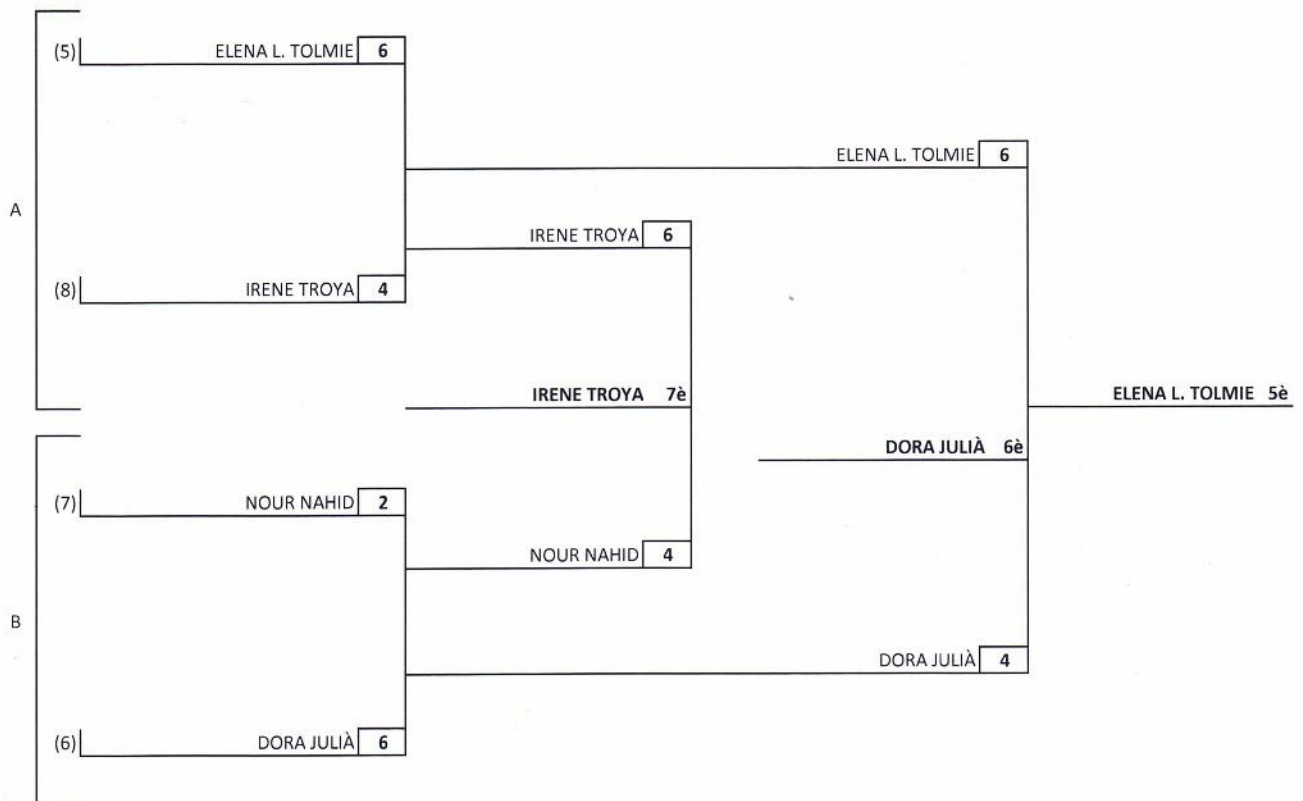 (5) ELENA L. TOLMIE 6
ELENA L. TOLMIE 6
A
IRENE TROYA 6
(8) IRENE TROYA 4
IRENE TROYA 7è
ELENA L. TOLMIE 5è
DORA JULIÀ 6è
(7) NOUR NAHID 2
NOUR NAHID 4
B
DORA JULIÀ 4
(6) DORA JULIÀ 6